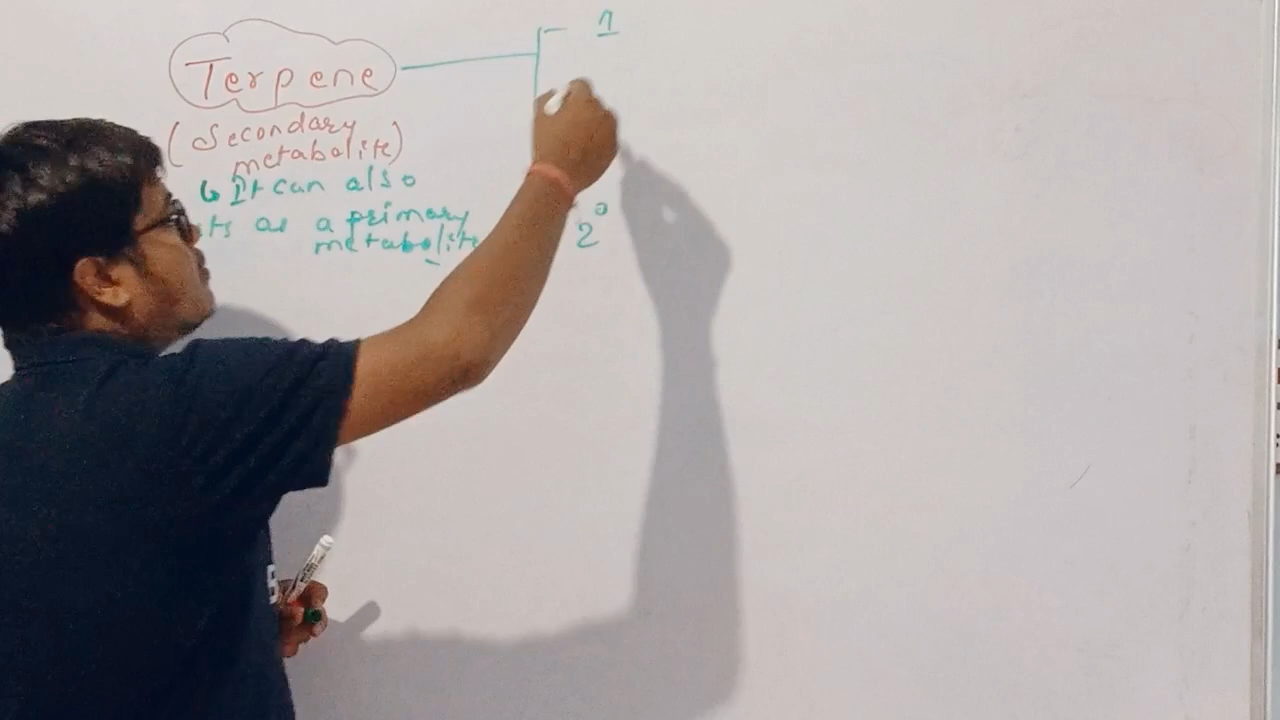 Terpene
(Secondary
metabolite)
↳ It can also
as a primary
metabolite
1
2°